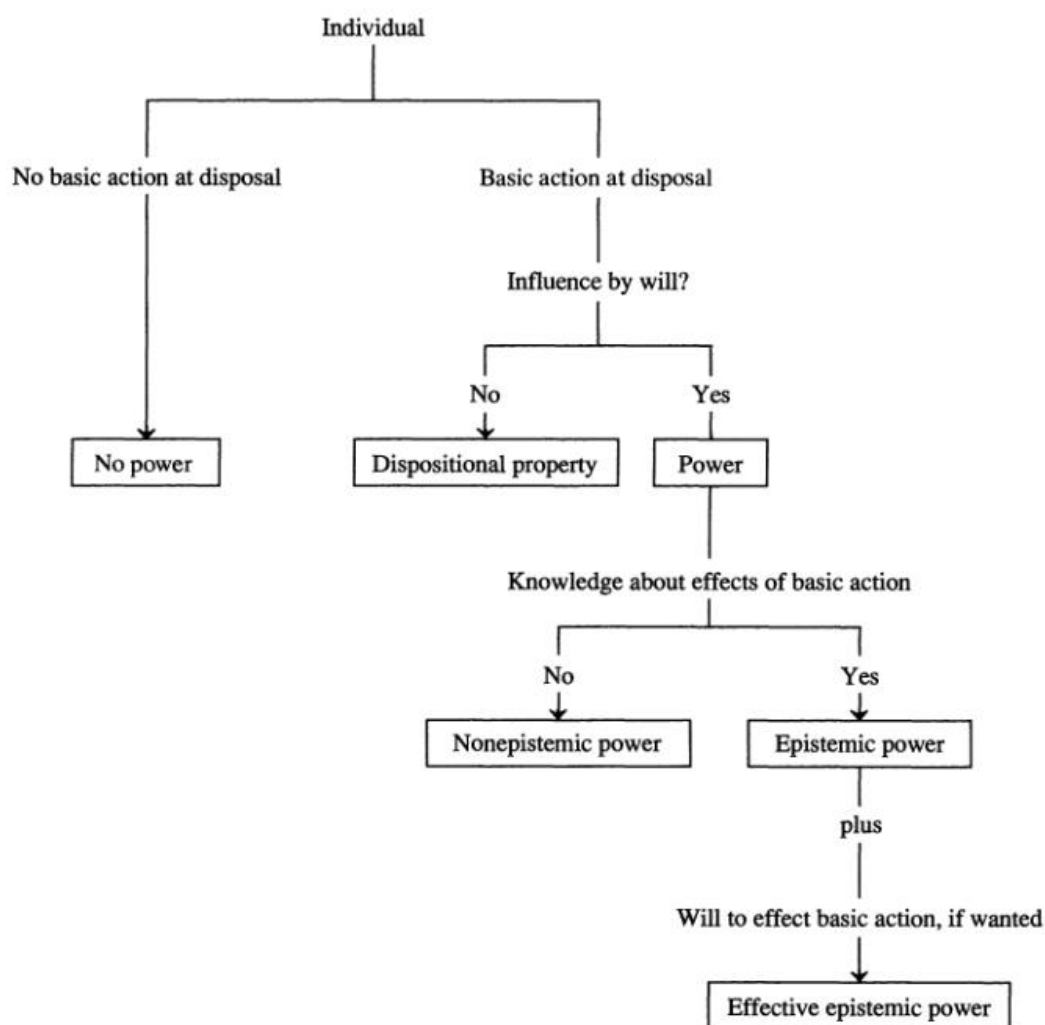 Individual
No basic action at disposal
Basic action at disposal
Influence by will?
No
Yes
No power
Dispositional property
Power
Knowledge about effects of basic action
No
Yes
Nonepistemic power
Epistemic power
plus
Will to effect basic action, if wanted
Effective epistemic power